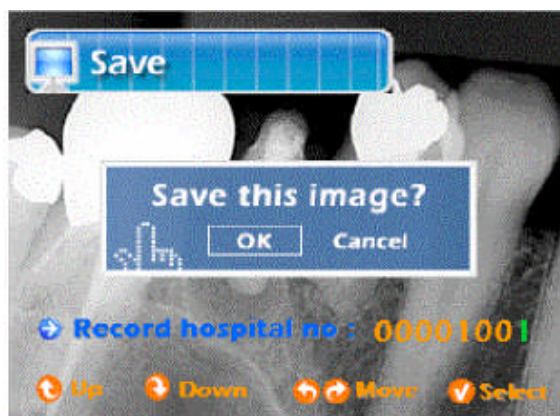 Save
Save this image?
OK Cancel
Record hospital no : 00001001
Up Down Move Select